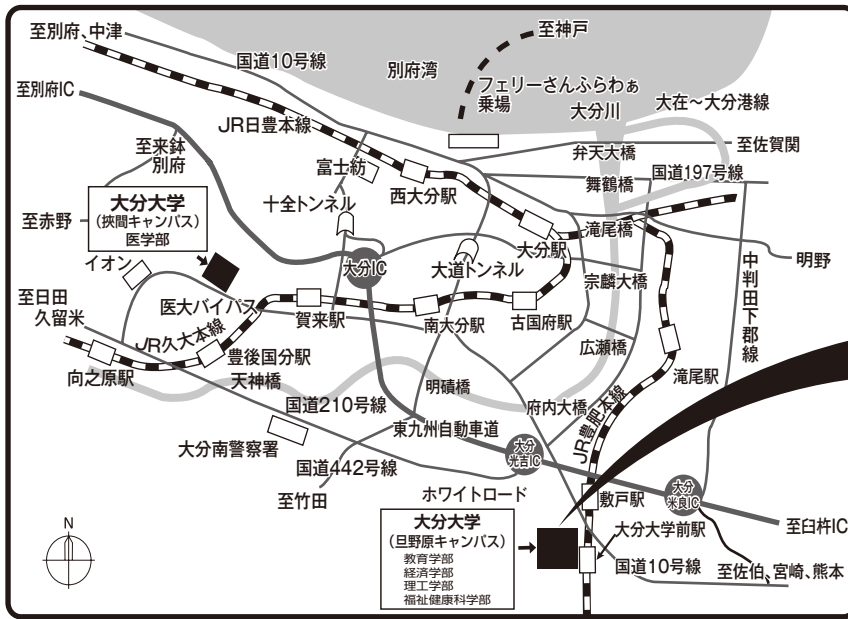 至別府、中津
国道10号線
別府湾
至神戸
フェリーさんふらわぁ
乗場
大分川
大在〜大分港線
至別府IC
JR日豊本線
至来鉢
別府
富士紡
西大分駅
弁天大橋
至佐賀関
舞鶴橋
国道197号線
大分大学
(挾間キャンパス)
医学部
十全トンネル
至赤野
イオン
大分IC
大道トンネル
大分駅
滝尾橋
宗麟大橋
明野
中判田下郡線
至日田
久留米
医大バイパス
賀来駅
南大分駅
古国府駅
JR久大本線
豊後国分駅
向之原駅
天神橋
広瀬橋
滝尾駅
明磧橋
府内大橋
国道210号線
JR豊肥本線
東九州自動車道
大分南警察署
国道442号線
大分
光吉IC
至竹田
ホワイトロード
敷戸駅
大分
米良IC
大分大学
(旦野原キャンパス)
教育学部
経済学部
理工学部
福祉健康科学部
大分大学前駅
至臼杵IC
国道10号線
至佐伯、宮崎、熊本
N